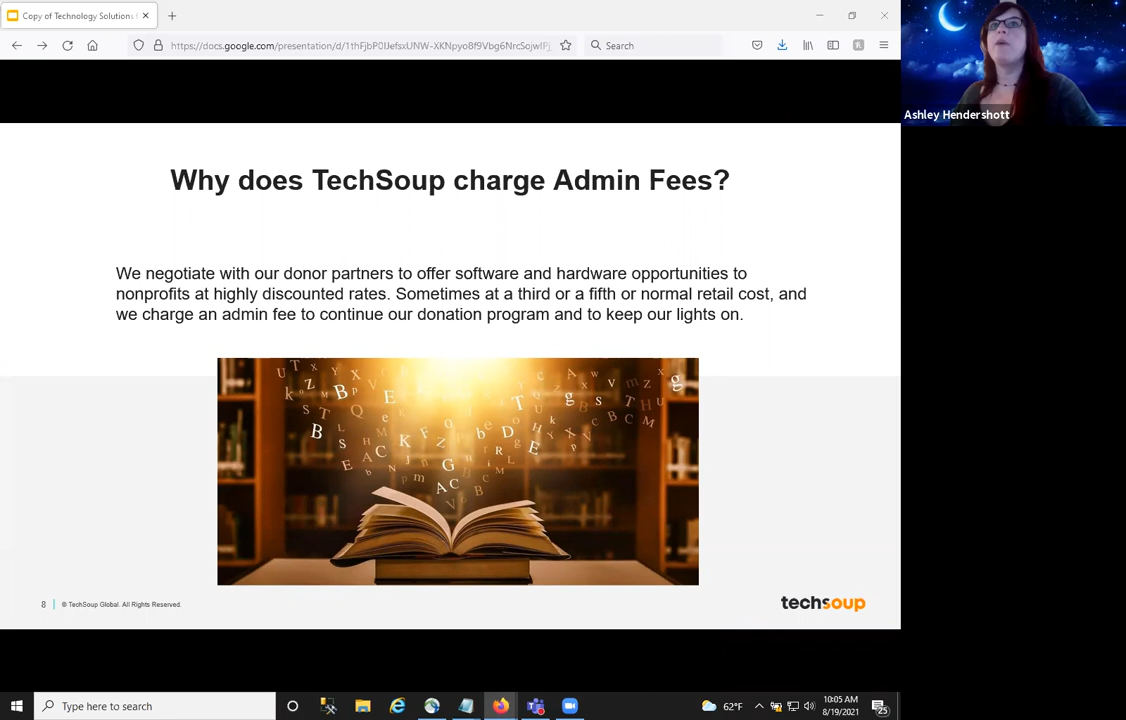 Copy of Technology Solutions
https://docs.google.com/presentation/d/
Search
Ashley Hendershott
Why does TechSoup charge Admin Fees?
We negotiate with our donor partners to offer software and hardware opportunities to
nonprofits at highly discounted rates. Sometimes at a third or a fifth or normal retail cost, and
we charge an admin fee to continue our donation program and to keep our lights on.
8
© TechSoup Global. All Rights Reserved.
techsoup
Type here to search
62°F
10:05 AM
8/19/2021
25